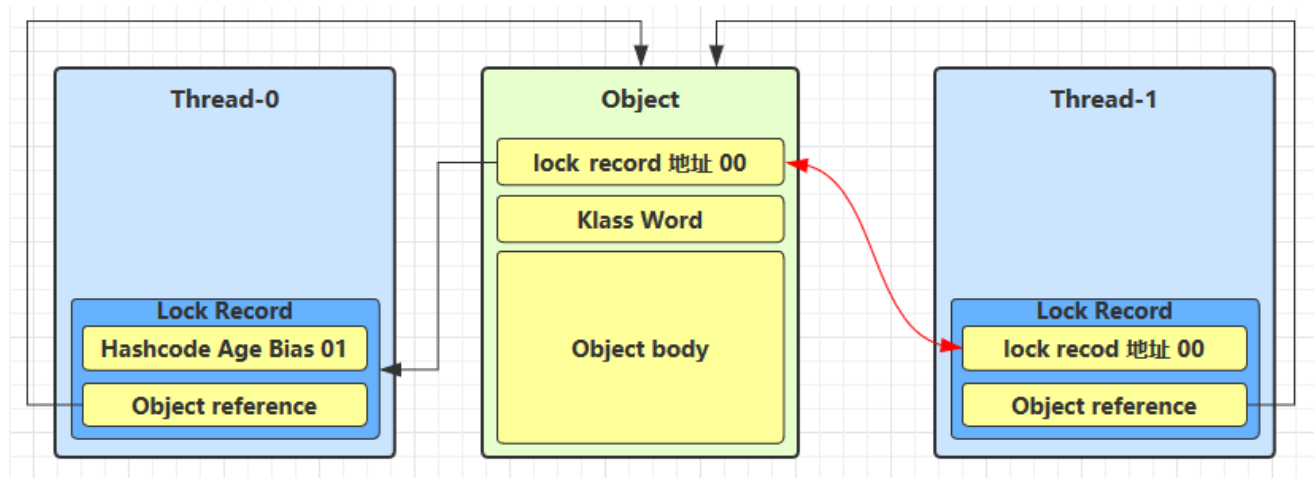 Thread-0
Lock Record
Hashcode Age Bias 01
Object reference
Object
lock record 地址 00
Klass Word
Object body
Thread-1
Lock Record
lock recod 地址 00
Object reference